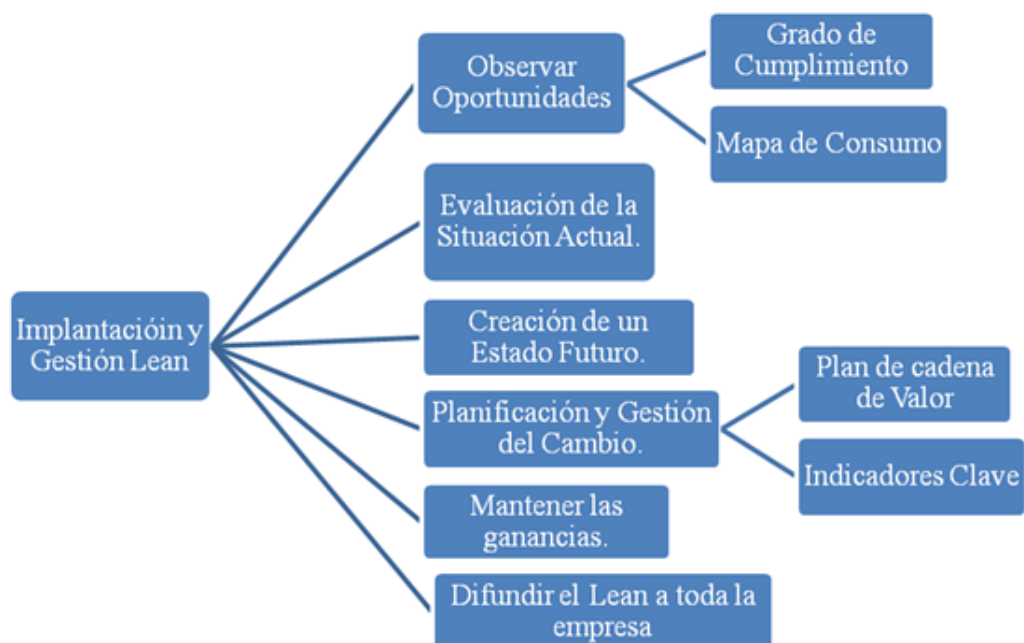 Implantacióin y
Gestión Lean
Observar
Oportunidades
Grado de
Cumplimiento
Mapa de Consumo
Evaluación de la
Situación Actual.
Creación de un
Estado Futuro.
Planificación y Gestión
del Cambio.
Plan de cadena
de Valor
Indicadores Clave
Mantener las
ganancias.
Difundir el Lean a toda la
empresa